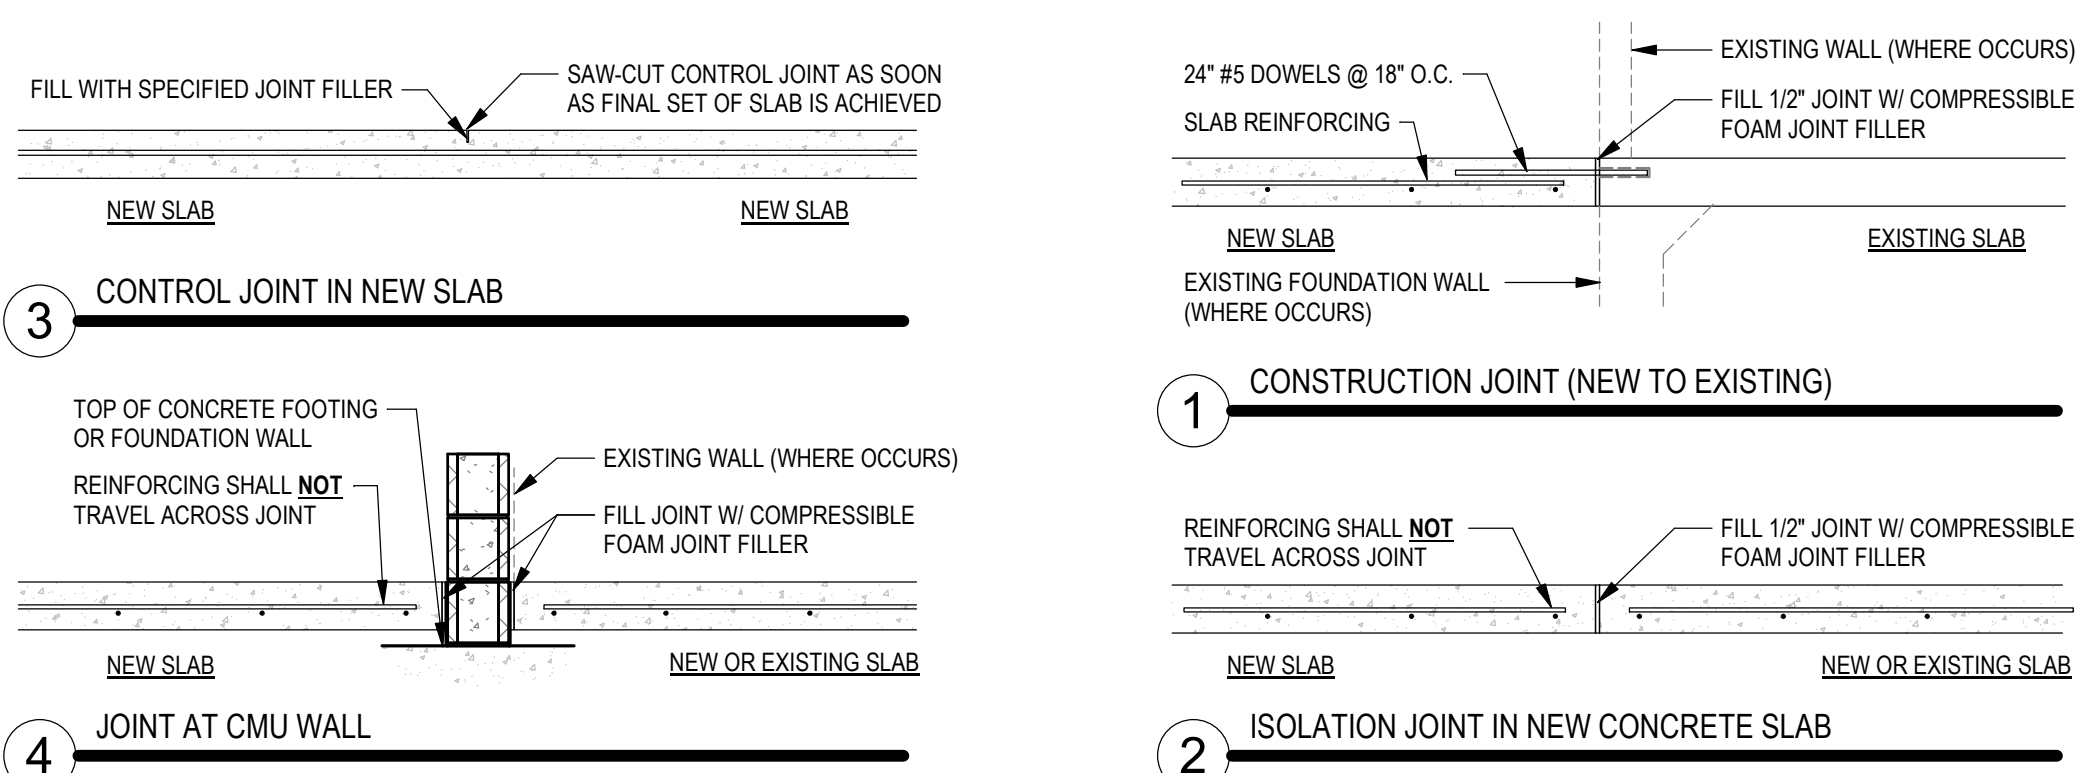 FILL WITH SPECIFIED JOINT FILLER
SAW-CUT CONTROL JOINT AS SOON
AS FINAL SET OF SLAB IS ACHIEVED
NEW SLAB
NEW SLAB
3
CONTROL JOINT IN NEW SLAB
24" #5 DOWELS @ 18" O.C.
SLAB REINFORCING
EXISTING WALL (WHERE OCCURS)
FILL 1/2" JOINT W/ COMPRESSIBLE
FOAM JOINT FILLER
NEW SLAB
EXISTING SLAB
EXISTING FOUNDATION WALL
(WHERE OCCURS)
1
CONSTRUCTION JOINT (NEW TO EXISTING)
TOP OF CONCRETE FOOTING
OR FOUNDATION WALL
REINFORCING SHALL NOT
TRAVEL ACROSS JOINT
EXISTING WALL (WHERE OCCURS)
FILL JOINT W/ COMPRESSIBLE
FOAM JOINT FILLER
NEW SLAB
NEW OR EXISTING SLAB
4
JOINT AT CMU WALL
REINFORCING SHALL NOT
TRAVEL ACROSS JOINT
FILL 1/2" JOINT W/ COMPRESSIBLE
FOAM JOINT FILLER
NEW SLAB
NEW OR EXISTING SLAB
2
ISOLATION JOINT IN NEW CONCRETE SLAB